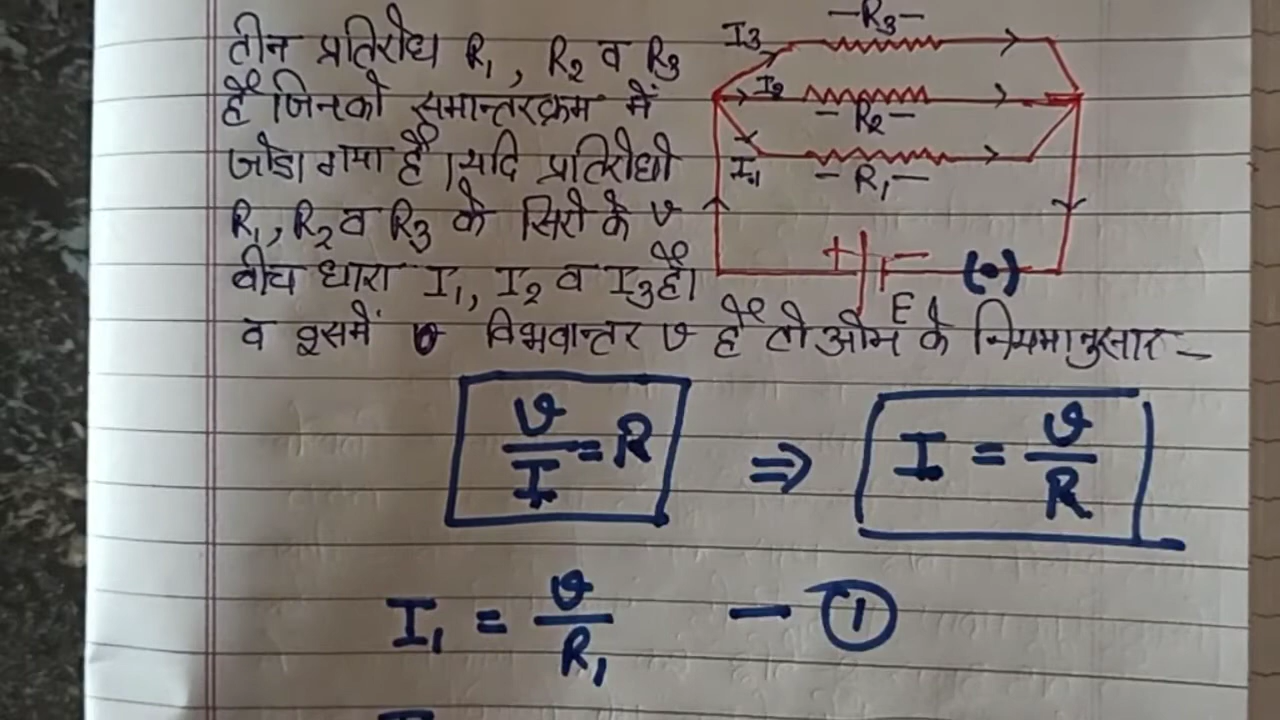 तीन प्रतिरोध R₁, R₂ व R₃
है जिनको समान्तरक्रम में
जोडा गया है। यदि प्रतिरोधो
R₁, R₂ व R₃ के सिरो के v
बीच धारा I₁, I₂ व I₃ है।
व इसमें विभवान्तर v है तो ओम के नियमानुसार -
I₃ -R₃-
I₂ -R₂-
I₁ -R₁-
+ -
E (•)
v/I = R ⇒ I = v/R
I₁ = v/R₁ - ①